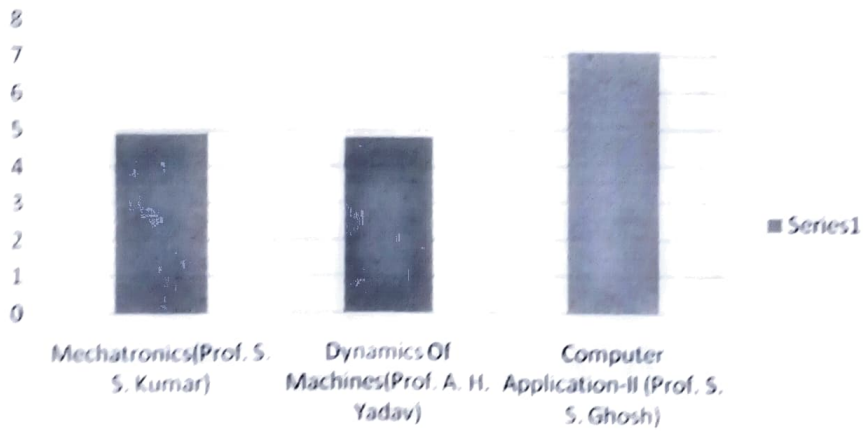 8
7
6
5
4
3
2
1
0
Mechatronics(Prof. S.
S. Kumar)
Dynamics Of
Machines(Prof. A. H.
Yadav)
Computer
Application-II (Prof. S.
S. Ghosh)
Series1